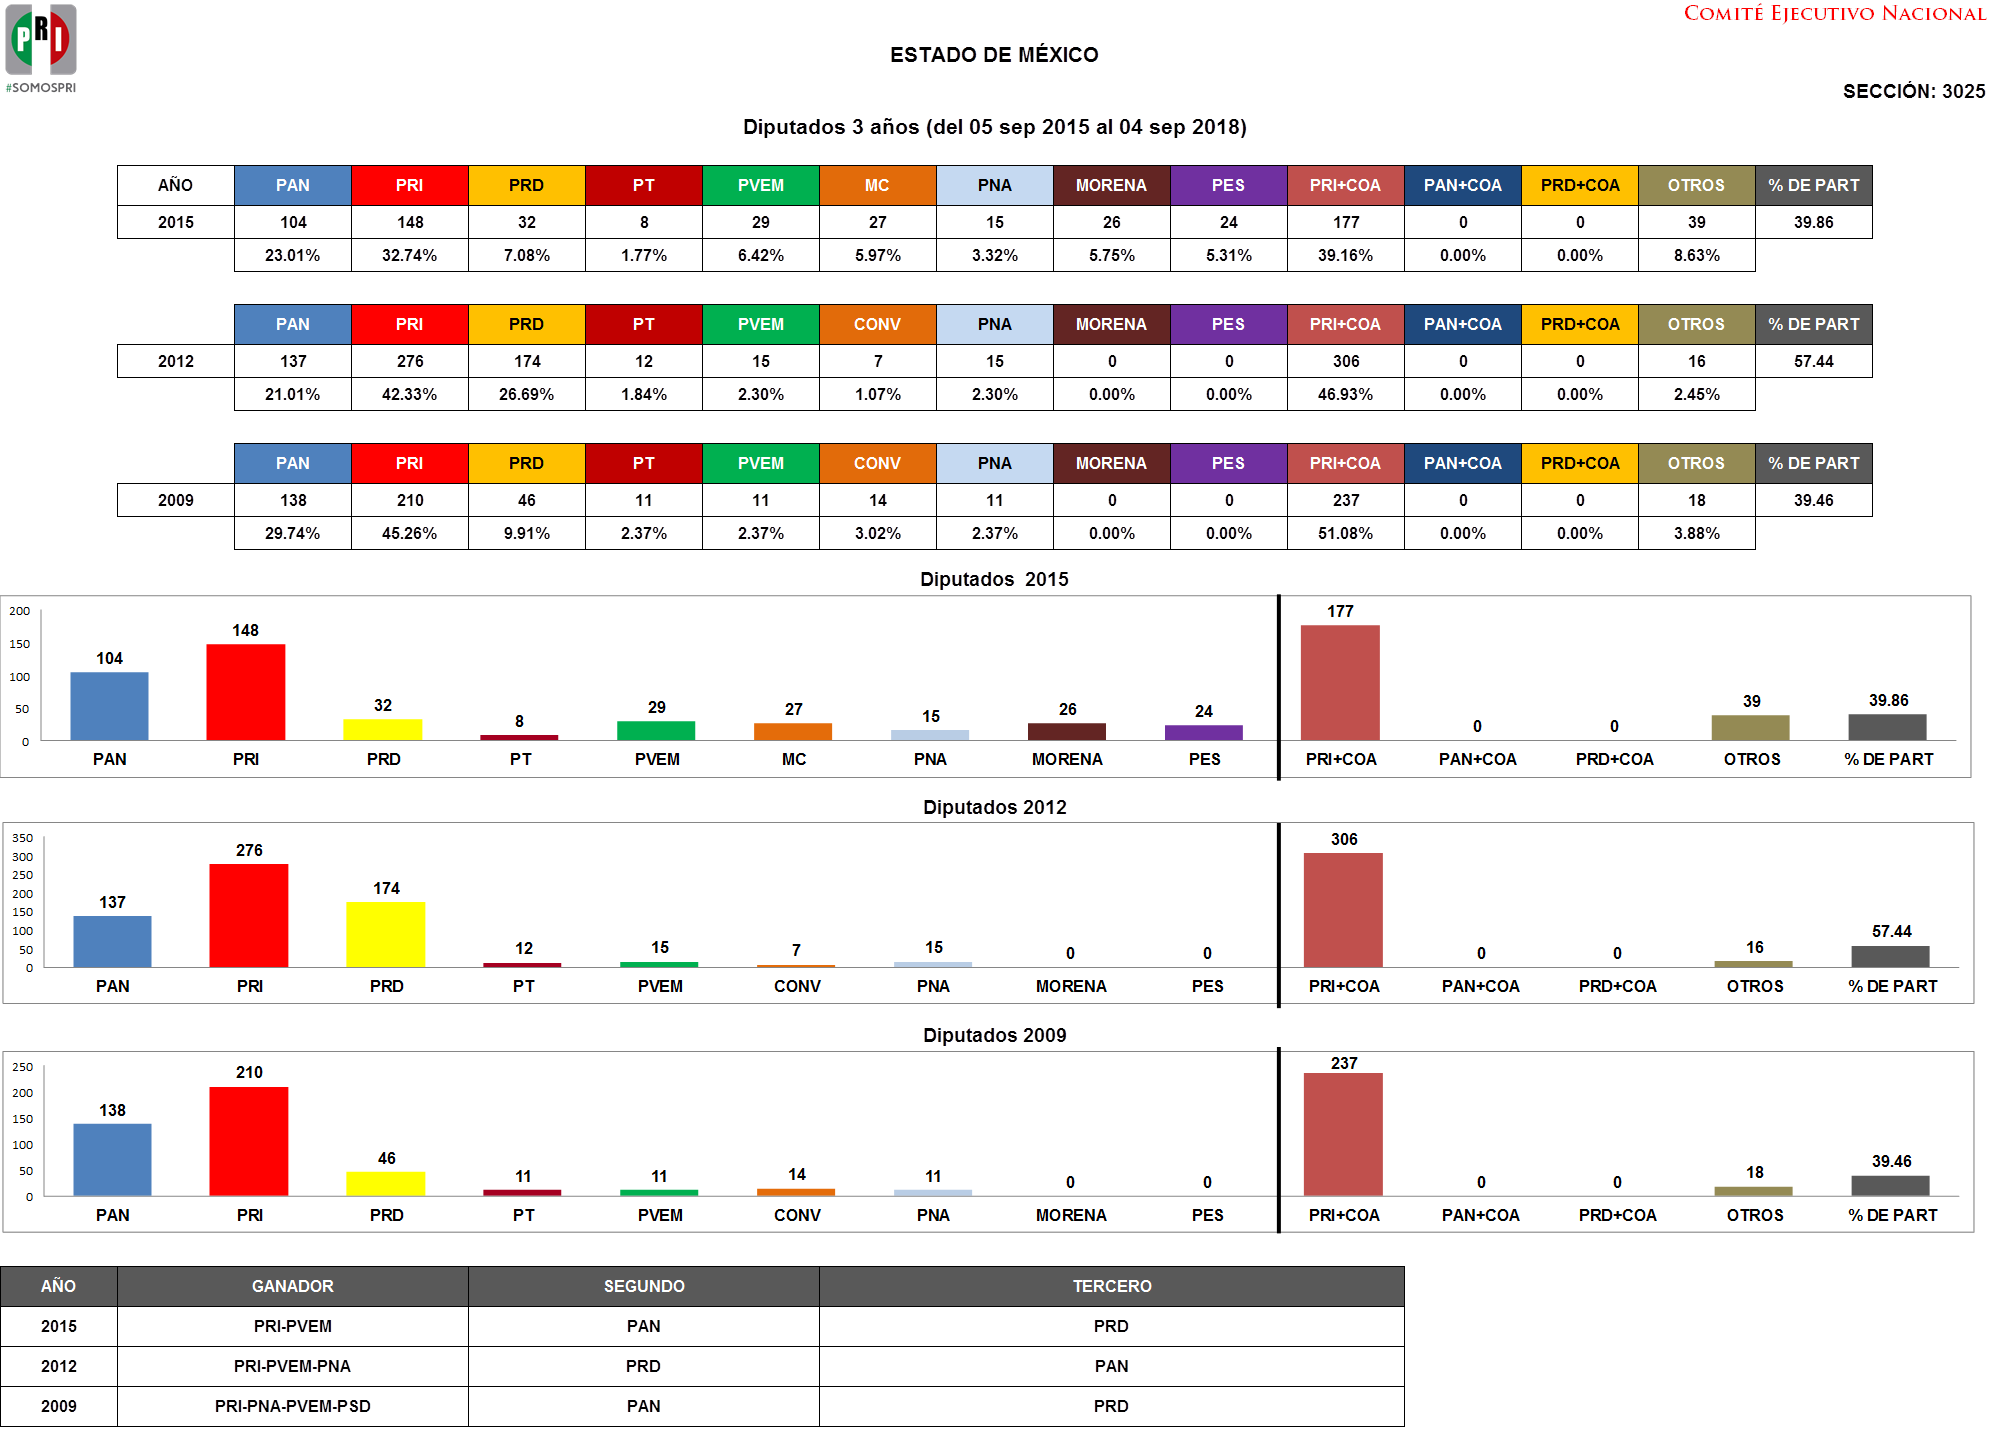 PRI
#SOMOSPRI
COMITÉ EJECUTIVO NACIONAL
ESTADO DE MÉXICO
SECCIÓN: 3025
Diputados 3 años (del 05 sep 2015 al 04 sep 2018)
AÑO PAN PRI PRD PT PVEM MC PNA MORENA PES PRI+COA PAN+COA PRD+COA OTROS % DE PART
2015 104 148 32 8 29 27 15 26 24 177 0 0 39 39.86
23.01% 32.74% 7.08% 1.77% 6.42% 5.97% 3.32% 5.75% 5.31% 39.16% 0.00% 0.00% 8.63%
PAN PRI PRD PT PVEM CONV PNA MORENA PES PRI+COA PAN+COA PRD+COA OTROS % DE PART
2012 137 276 174 12 15 7 15 0 0 306 0 0 16 57.44
21.01% 42.33% 26.69% 1.84% 2.30% 1.07% 2.30% 0.00% 0.00% 46.93% 0.00% 0.00% 2.45%
PAN PRI PRD PT PVEM CONV PNA MORENA PES PRI+COA PAN+COA PRD+COA OTROS % DE PART
2009 138 210 46 11 11 14 11 0 0 237 0 0 18 39.46
29.74% 45.26% 9.91% 2.37% 2.37% 3.02% 2.37% 0.00% 0.00% 51.08% 0.00% 0.00% 3.88%
Diputados 2015
200
150
100
50
0
104 148 32 8 29 27 15 26 24 177 0 0 39 39.86
PAN PRI PRD PT PVEM MC PNA MORENA PES PRI+COA PAN+COA PRD+COA OTROS % DE PART
Diputados 2012
350
300
250
200
150
100
50
0
137 276 174 12 15 7 15 0 0 306 0 0 16 57.44
PAN PRI PRD PT PVEM CONV PNA MORENA PES PRI+COA PAN+COA PRD+COA OTROS % DE PART
Diputados 2009
250
200
150
100
50
0
138 210 46 11 11 14 11 0 0 237 0 0 18 39.46
PAN PRI PRD PT PVEM CONV PNA MORENA PES PRI+COA PAN+COA PRD+COA OTROS % DE PART
AÑO GANADOR SEGUNDO TERCERO
2015 PRI-PVEM PAN PRD
2012 PRI-PVEM-PNA PRD PAN
2009 PRI-PNA-PVEM-PSD PAN PRD